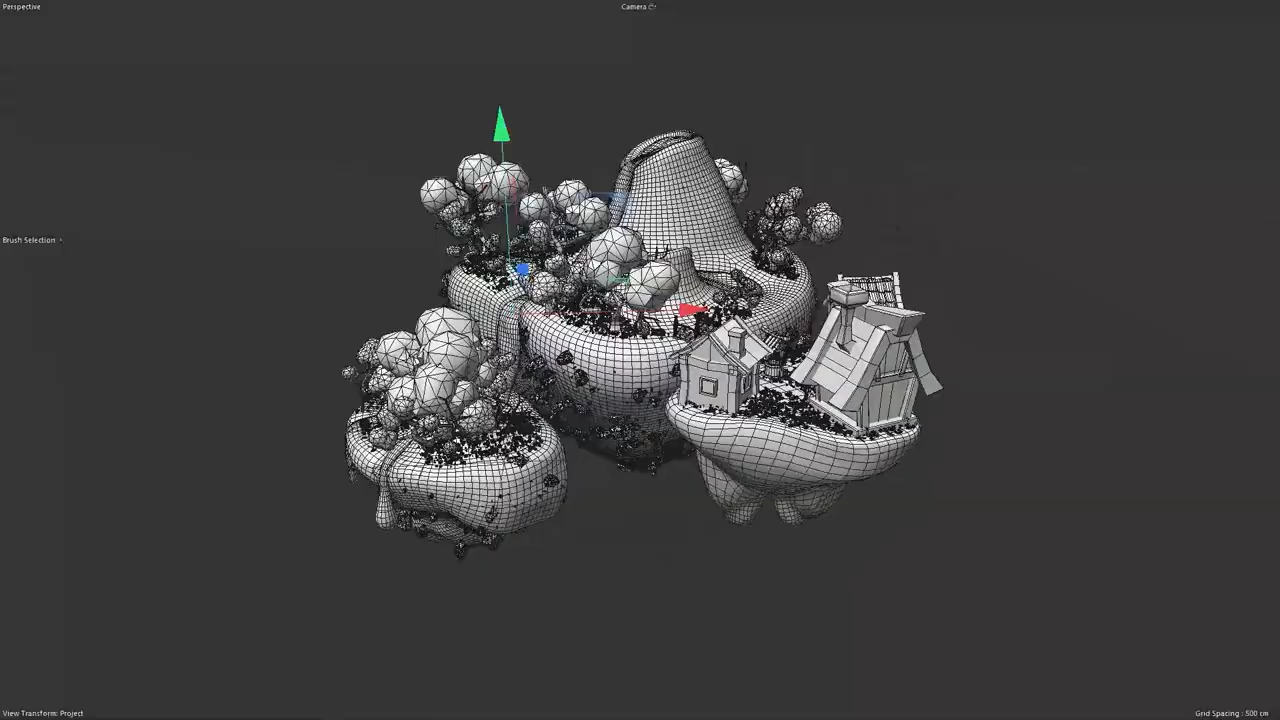 Perspective
Camera
Brush Selection
View Transform: Project
Grid Spacing : 500 cm